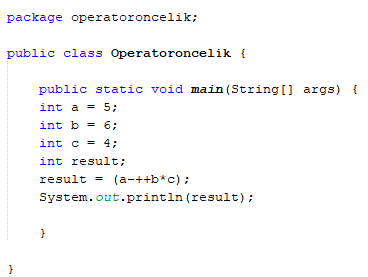 package operatoroncelik;
public class Operatoroncelik {
public static void main(String[] args) {
int a = 5;
int b = 6;
int c = 4;
int result;
result = (a-++b*c);
System.out.println(result);
}
}